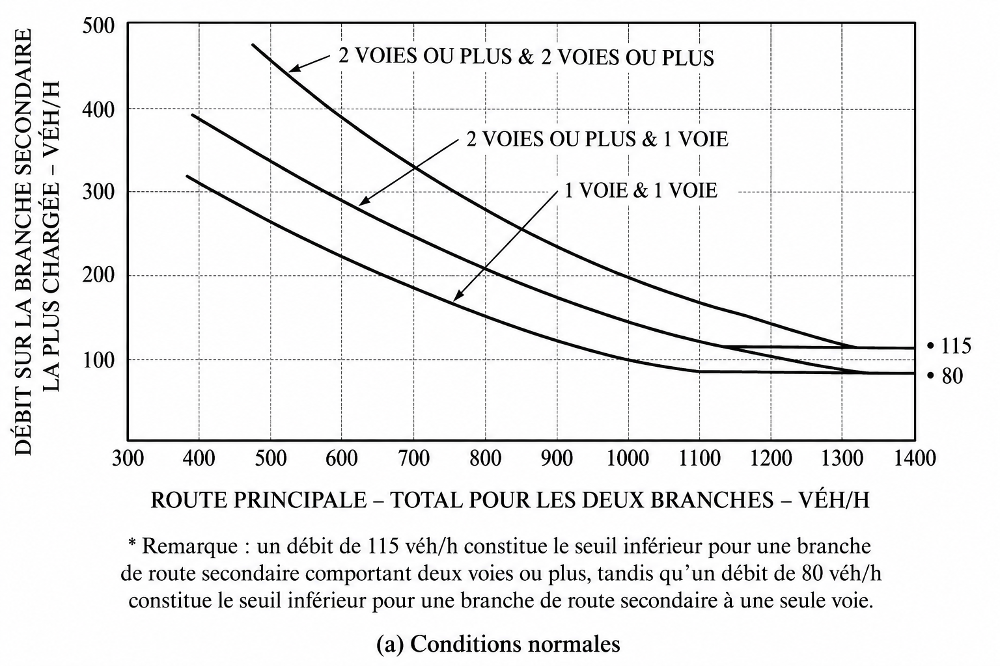 500
400
300
200
100
DÉBIT SUR LA BRANCHE SECONDAIRE
LA PLUS CHARGÉE – VÉH/H
2 VOIES OU PLUS & 2 VOIES OU PLUS
2 VOIES OU PLUS & 1 VOIE
1 VOIE & 1 VOIE
• 115
• 80
300 400 500 600 700 800 900 1000 1100 1200 1300 1400
ROUTE PRINCIPALE – TOTAL POUR LES DEUX BRANCHES – VÉH/H
* Remarque : un débit de 115 véh/h constitue le seuil inférieur pour une branche
de route secondaire comportant deux voies ou plus, tandis qu’un débit de 80 véh/h
constitue le seuil inférieur pour une branche de route secondaire à une seule voie.
(a) Conditions normales